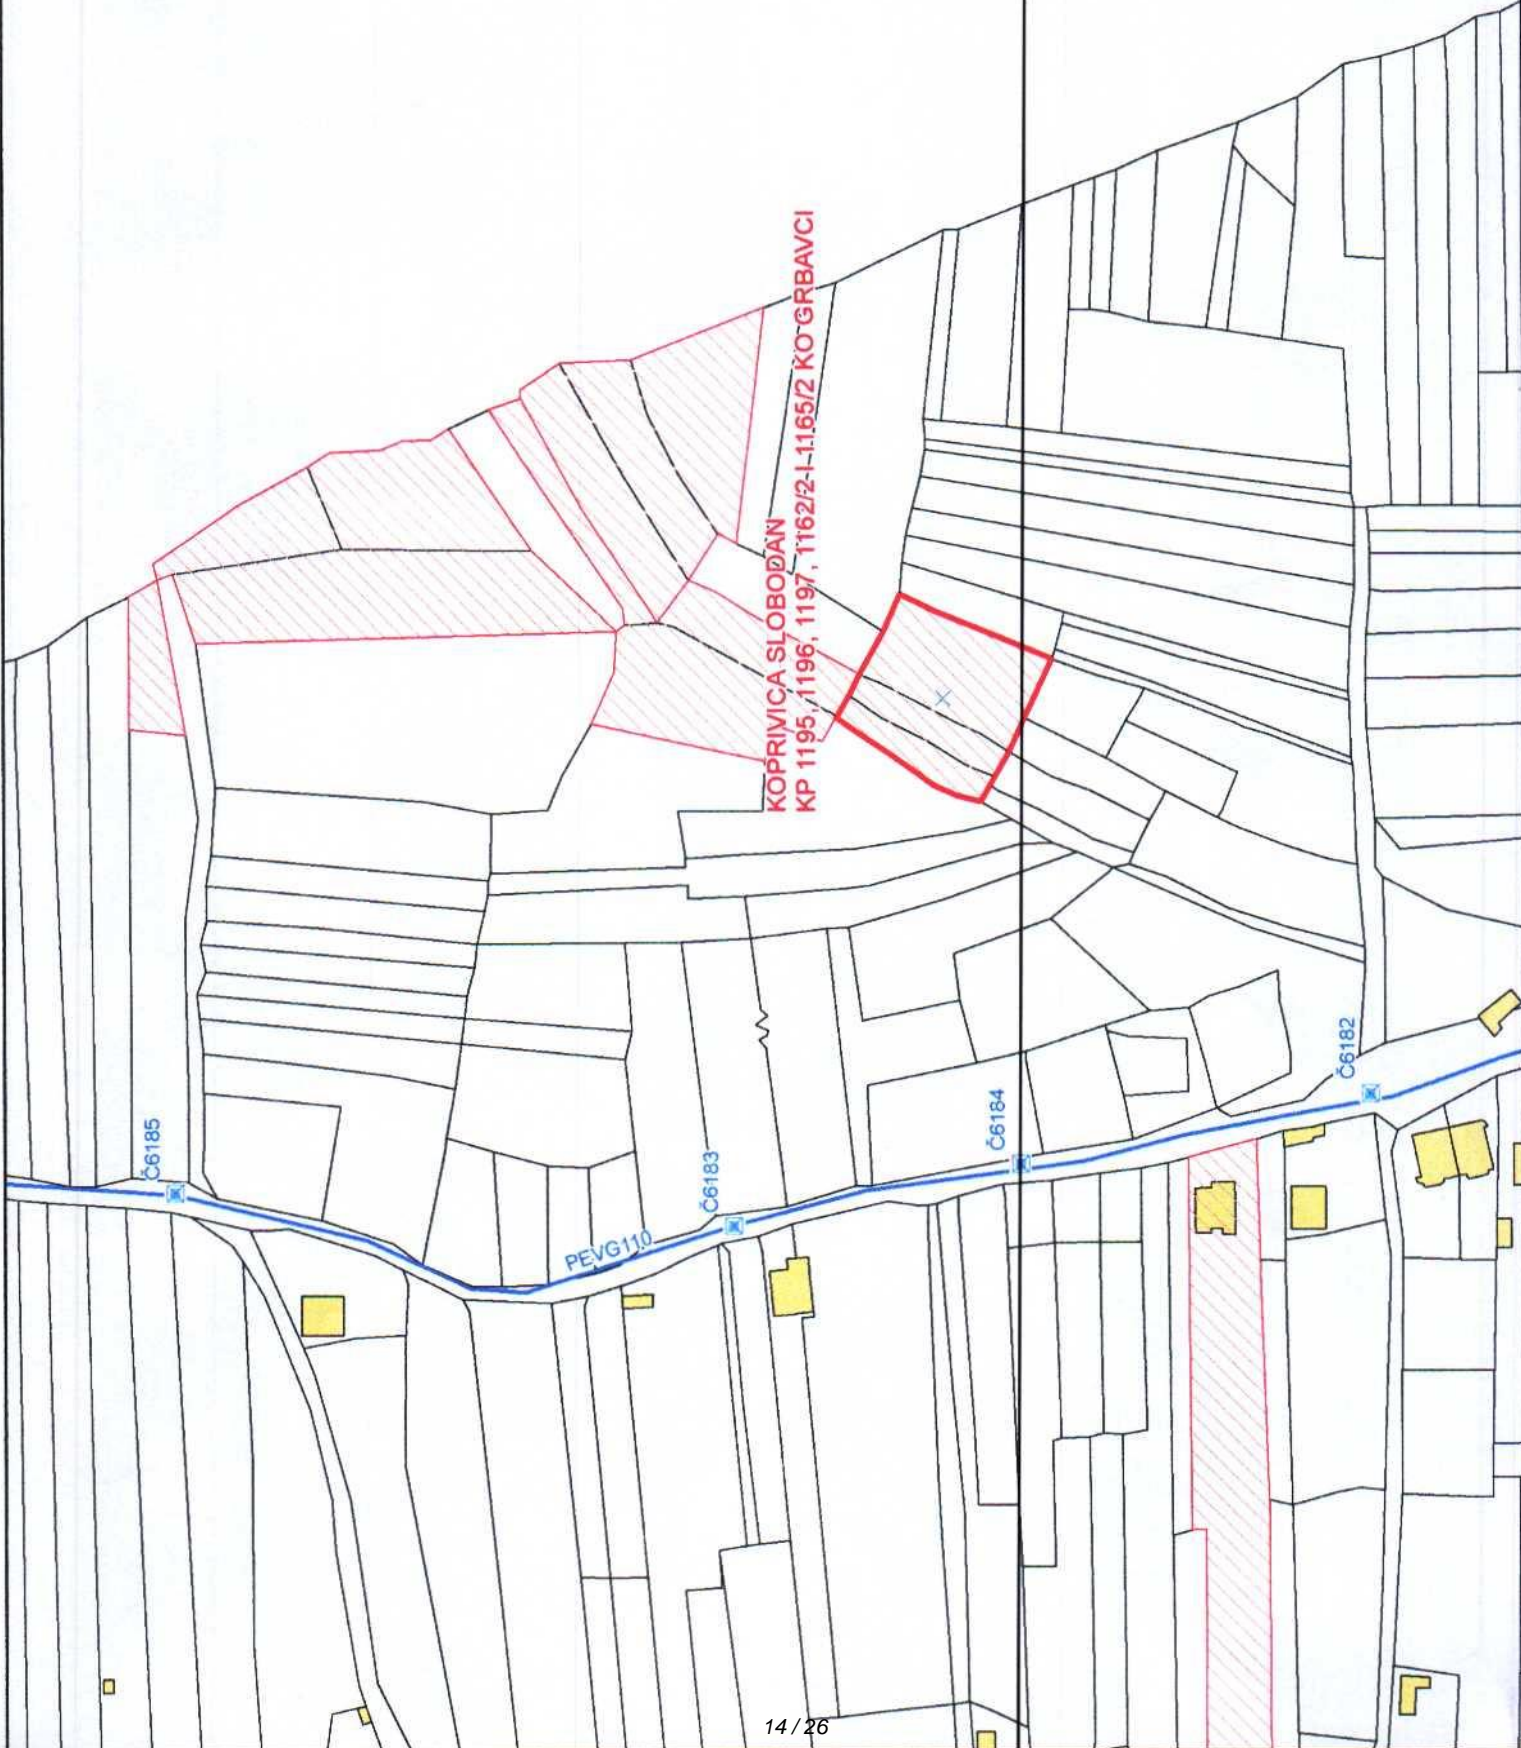 KOPRIVICA SLOBODAN
KP 1195, 1196, 1197, 1162/2 I 1165/2 KO GRBAVCI
Č6185
Č6183
Č6184
Č6182
PEVG110
14 / 26